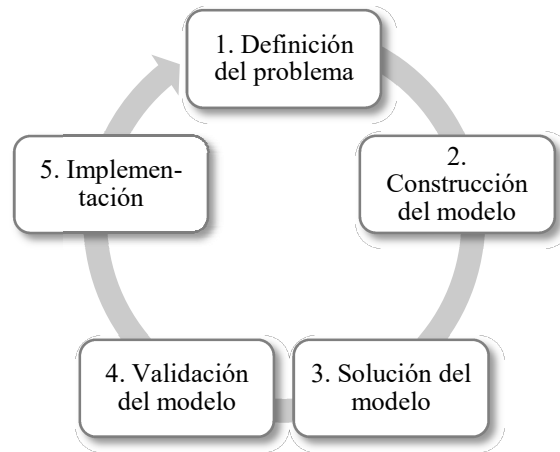 1. Definición
del problema
2.
Construcción
del modelo
3. Solución del
modelo
4. Validación
del modelo
5. Implemen-
tación